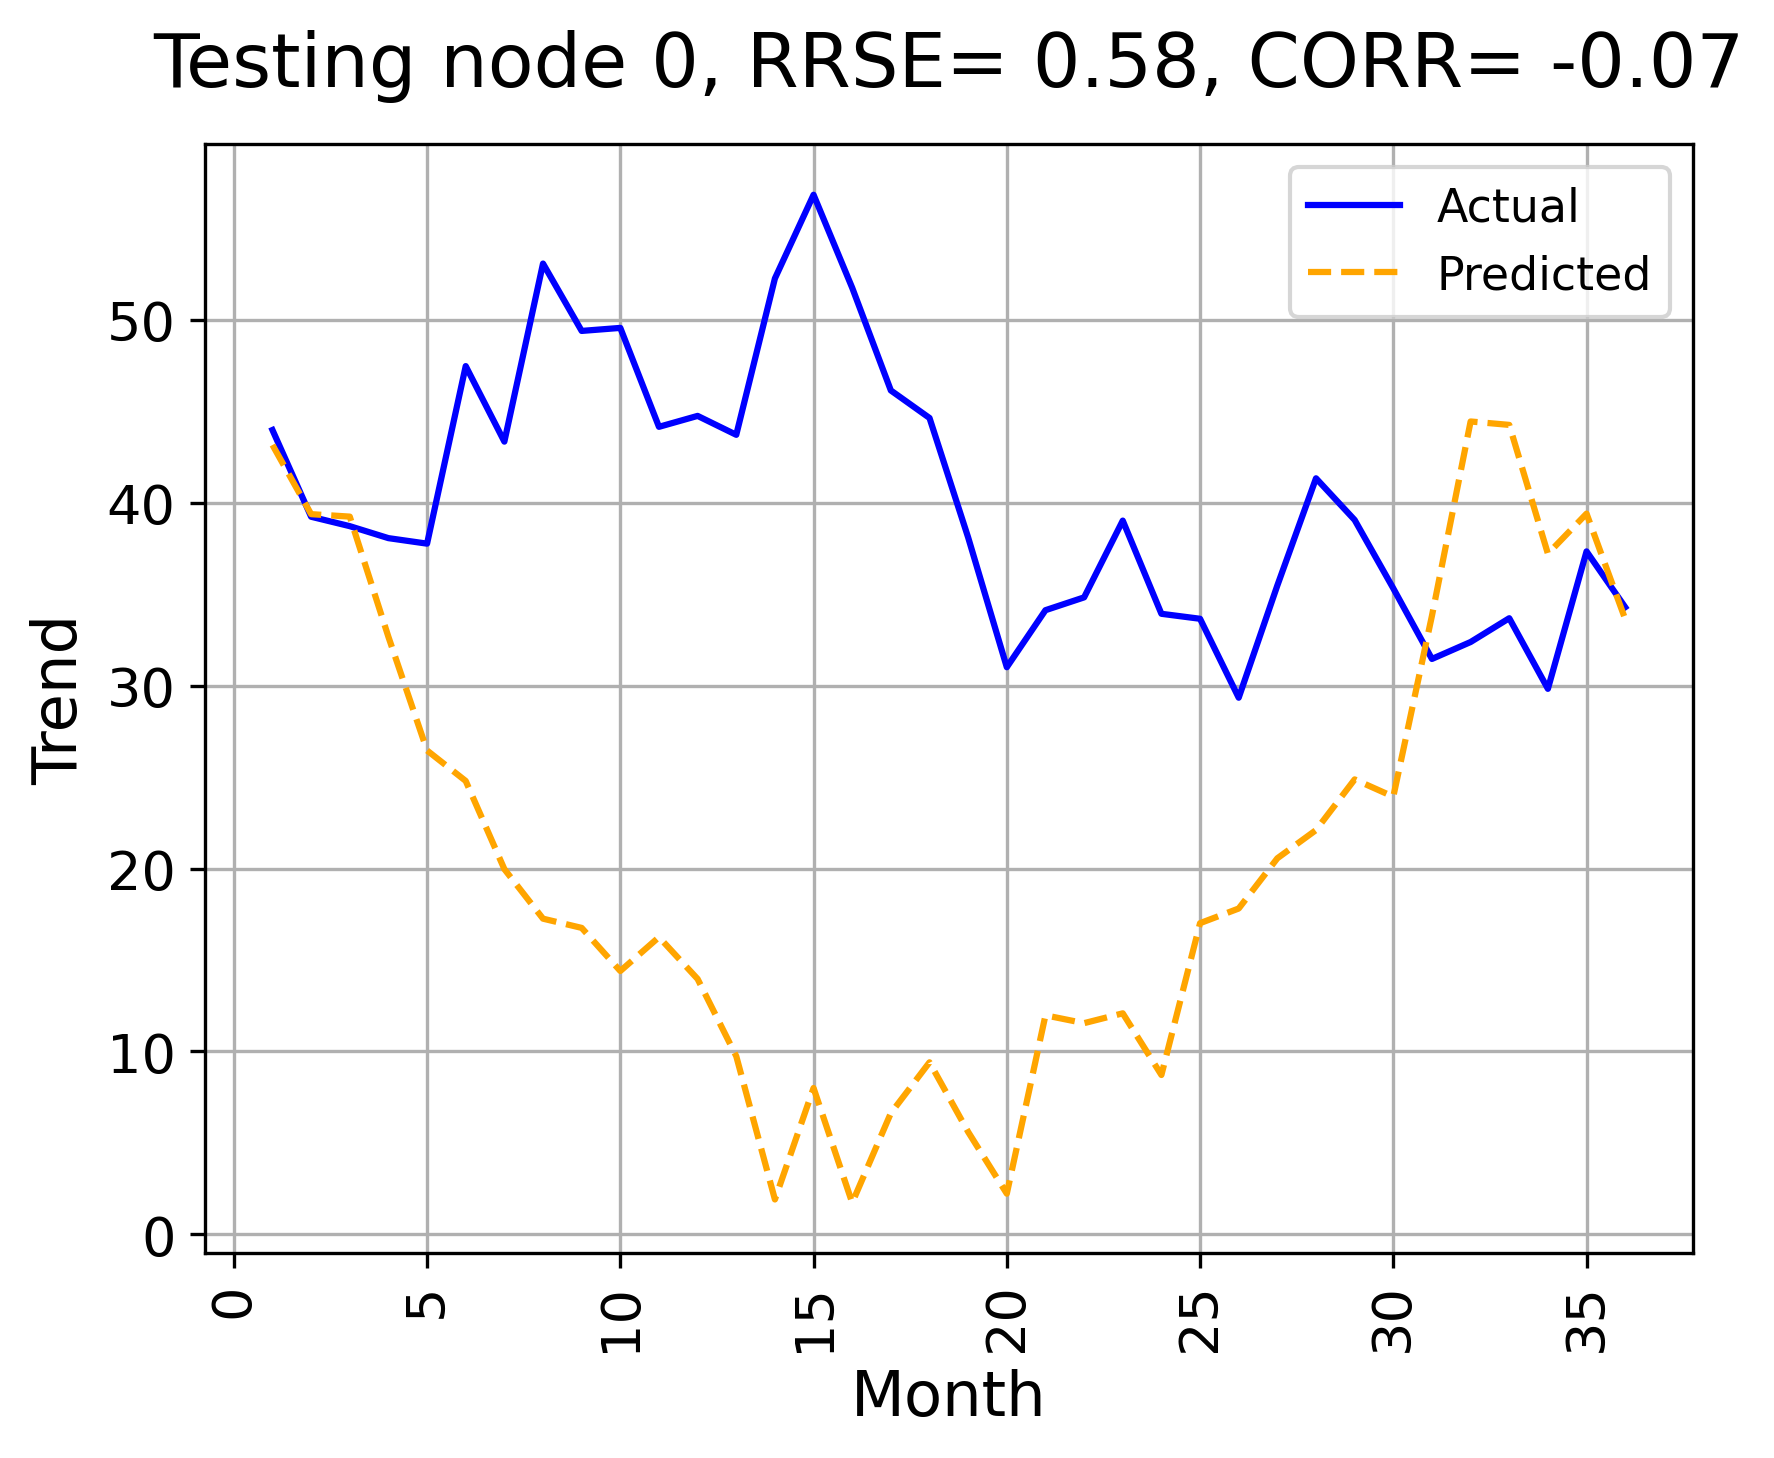 Testing node 0, RRSE= 0.58, CORR= -0.07
Actual
Predicted
Trend
50
40
30
20
10
0
0 5 10 15 20 25 30 35
Month